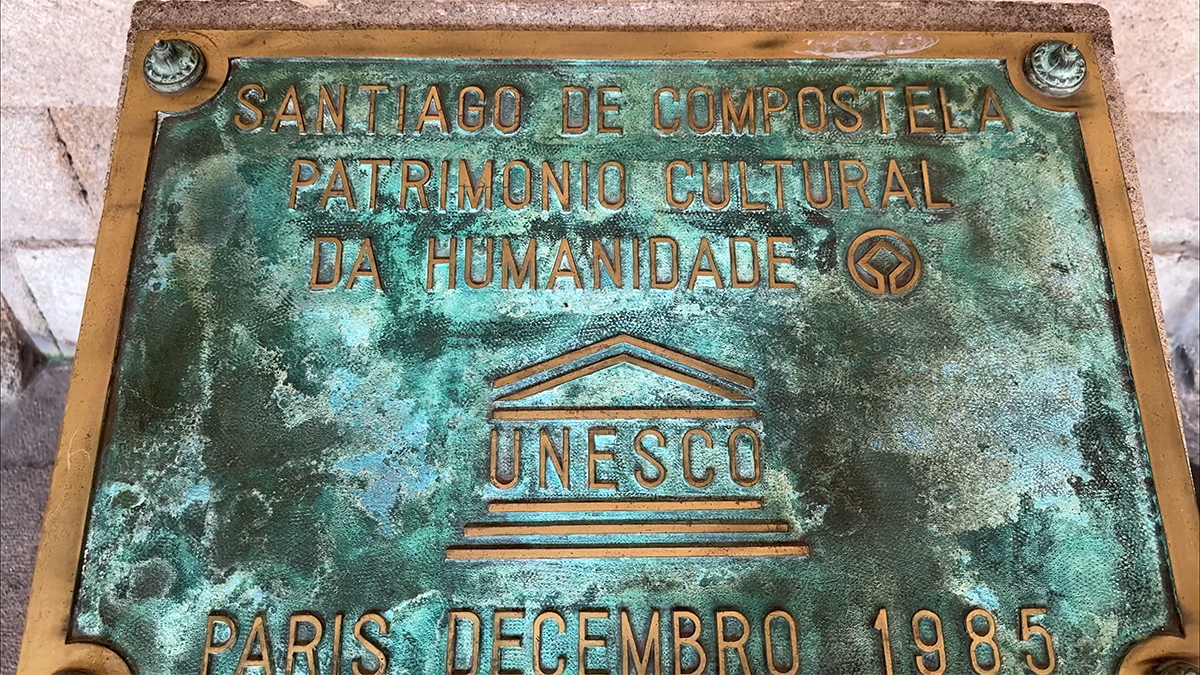 SANTIAGO DE COMPOSTELA
PATRIMONIO CULTURAL
DA HUMANIDADE
UNESCO
PARIS DECEMBRO 1985